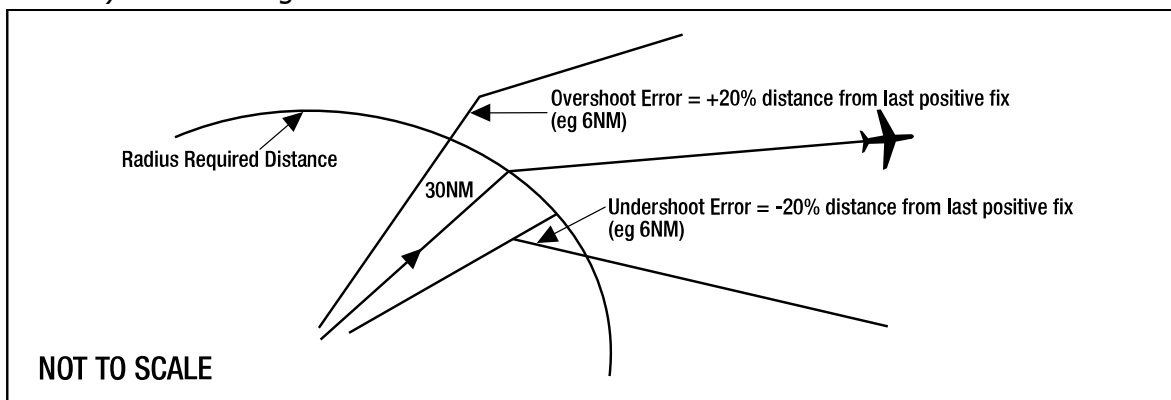 Overshoot Error = +20% distance from last positive fix
(eg 6NM)
Radius Required Distance
30NM
Undershoot Error = -20% distance from last positive fix
(eg 6NM)
NOT TO SCALE